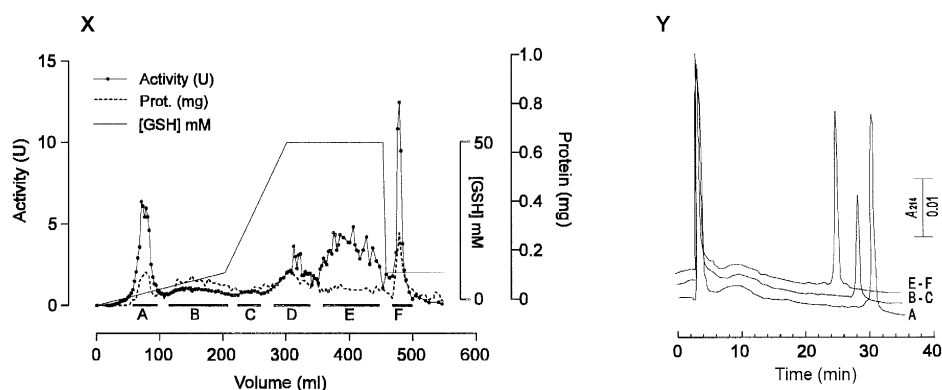 X
Y
15
10
5
0
Activity (U)
Activity (U)
Prot. (mg)
[GSH] mM
50
0
[GSH] mM
1.0
0.8
0.6
0.4
0.2
0
Protein (mg)
A B C D E F
0 100 200 300 400 500 600
Volume (ml)
A214
0.01
E-F
B-C
A
0 10 20 30 40
Time (min)